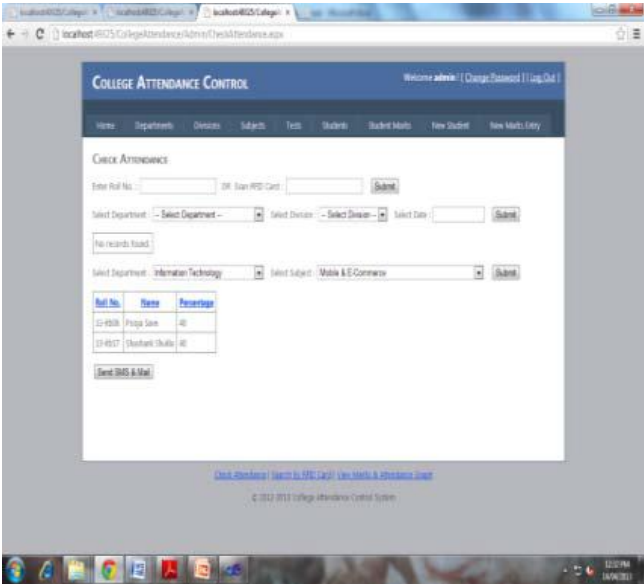 localhost:49325/CollegeAttendance/Admin/CheckAttendance.aspx
COLLEGE ATTENDANCE CONTROL
Welcome admin! [ Change Password ] [ Log Out ]
Home Departments Divisions Subjects Tests Students Student Marks New Student New Marks Entry
CHECK ATTENDANCE
Enter Roll No. : OR Scan RFID Card : Submit
Select Department : -- Select Department -- Select Division : -- Select Division -- Select Date : Submit
No records found.
Select Department : Information Technology Select Subject : Mobile & E-Commerce Submit
Roll No. Name Percentage
Pooja Save 40
Shashank Shukla 40
Send SMS & Mail
Check Attendance | Search by RFID Card | View Marks & Attendance Graph
© 2012-2013 College Attendance Control System
12:32 PM